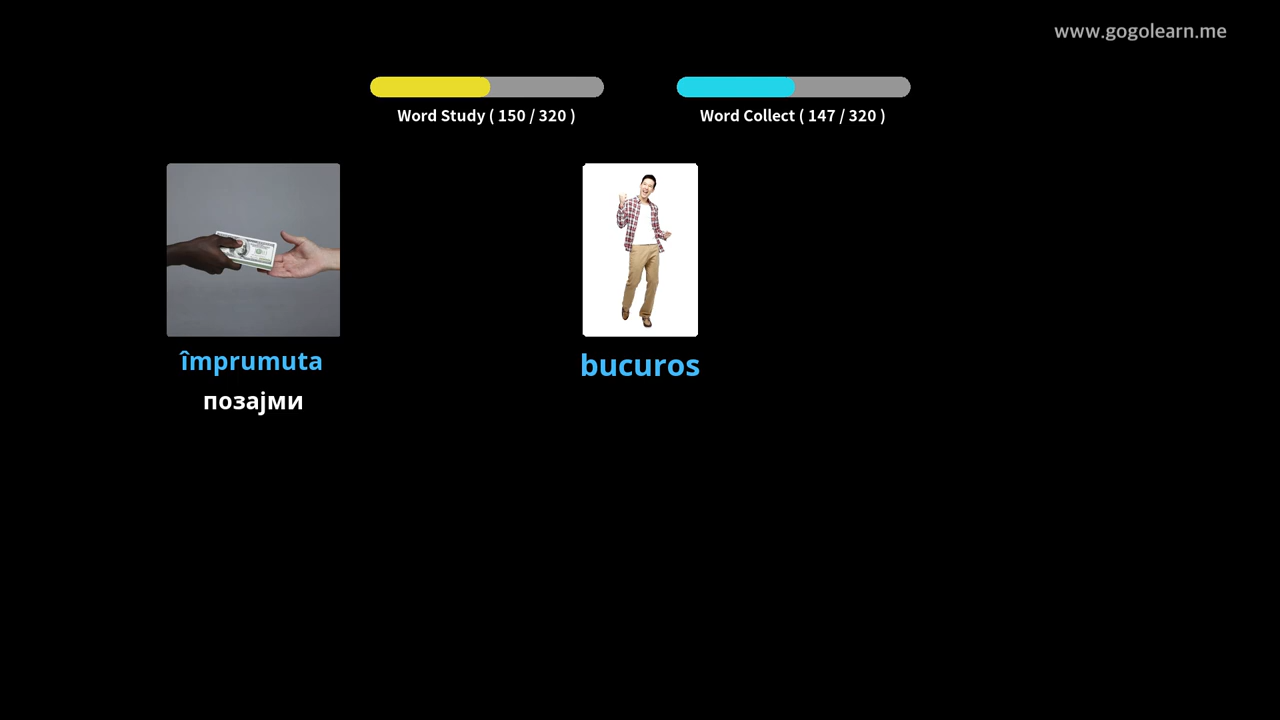 www.gogolearn.me
Word Study ( 150 / 320 )
Word Collect ( 147 / 320 )
împrumuta
позајми
bucuros